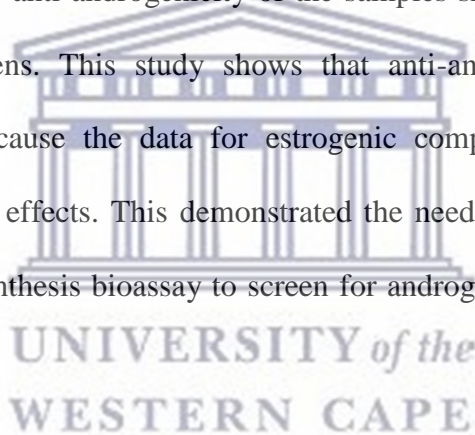 anti-androgenicity of the samples s
ens. This study shows that anti-an
cause the data for estrogenic comp
effects. This demonstrated the need
nthesis bioassay to screen for androg
UNIVERSITY of the
WESTERN CAPE